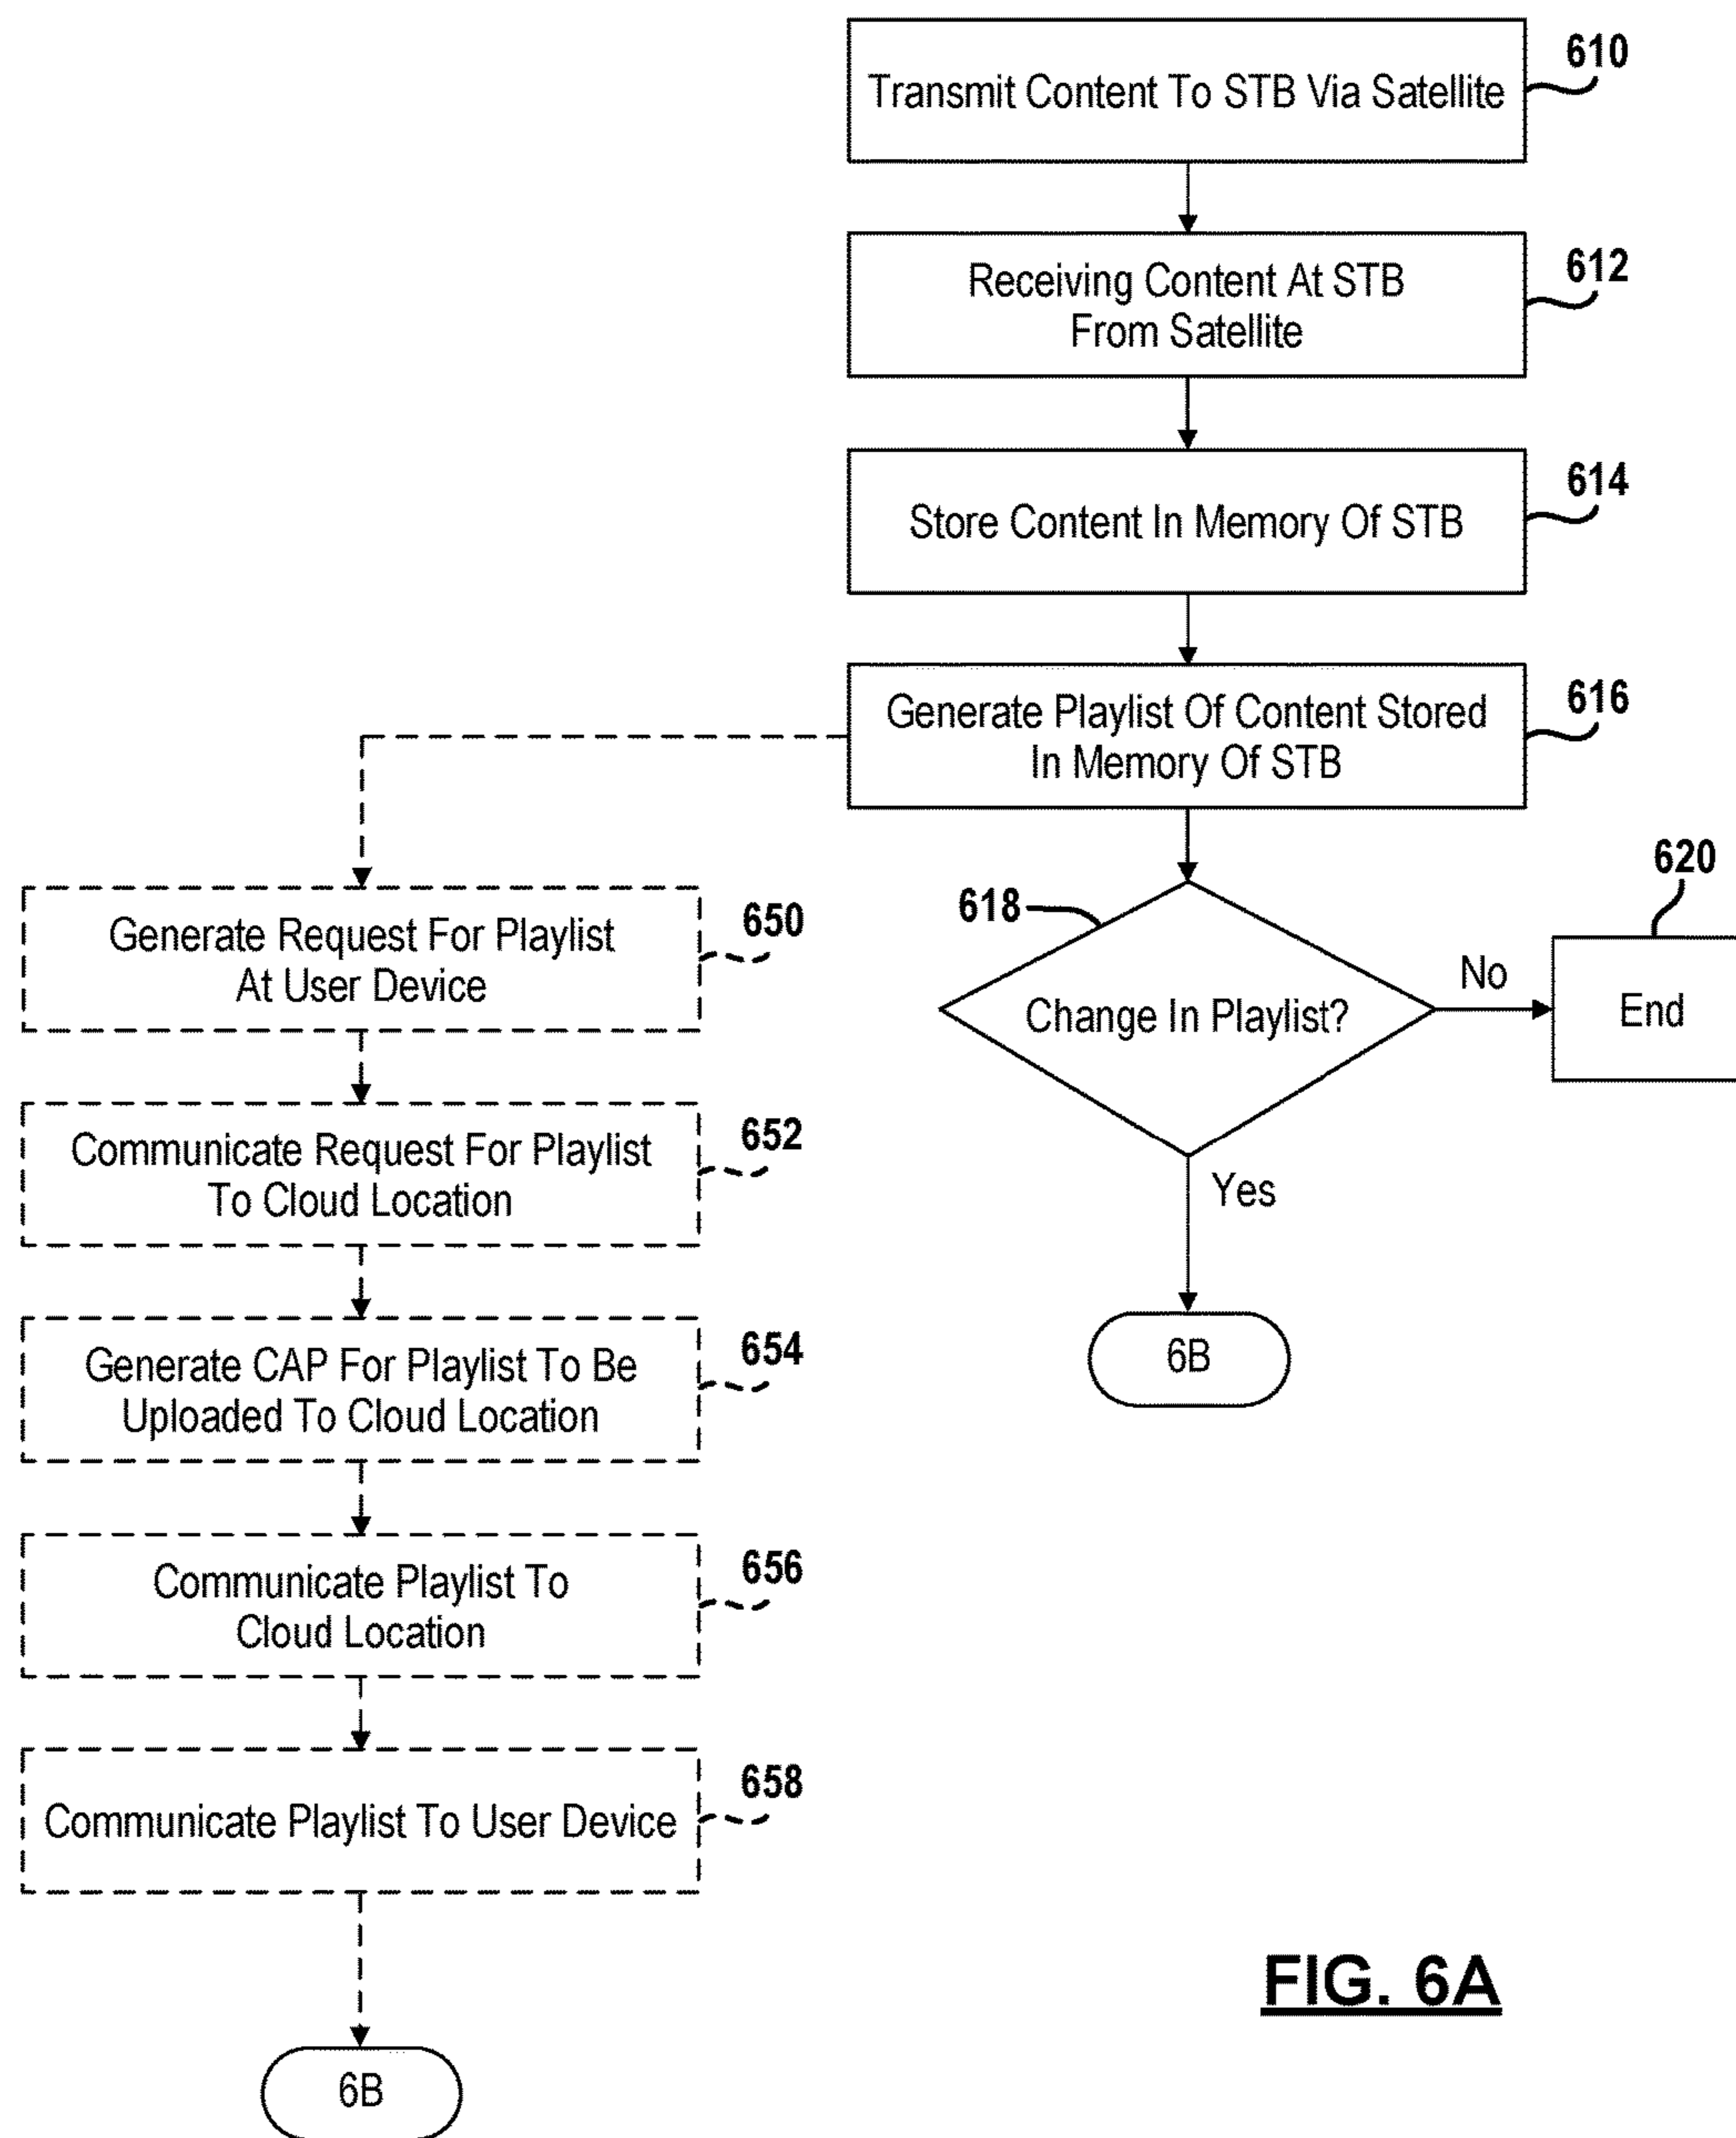 610
Transmit Content To STB Via Satellite
612
Receiving Content At STB
From Satellite
614
Store Content In Memory Of STB
616
Generate Playlist Of Content Stored
In Memory Of STB
618
Change In Playlist?
No
620
End
Yes
6B
650
Generate Request For Playlist
At User Device
652
Communicate Request For Playlist
To Cloud Location
654
Generate CAP For Playlist To Be
Uploaded To Cloud Location
656
Communicate Playlist To
Cloud Location
658
Communicate Playlist To User Device
6B
FIG. 6A